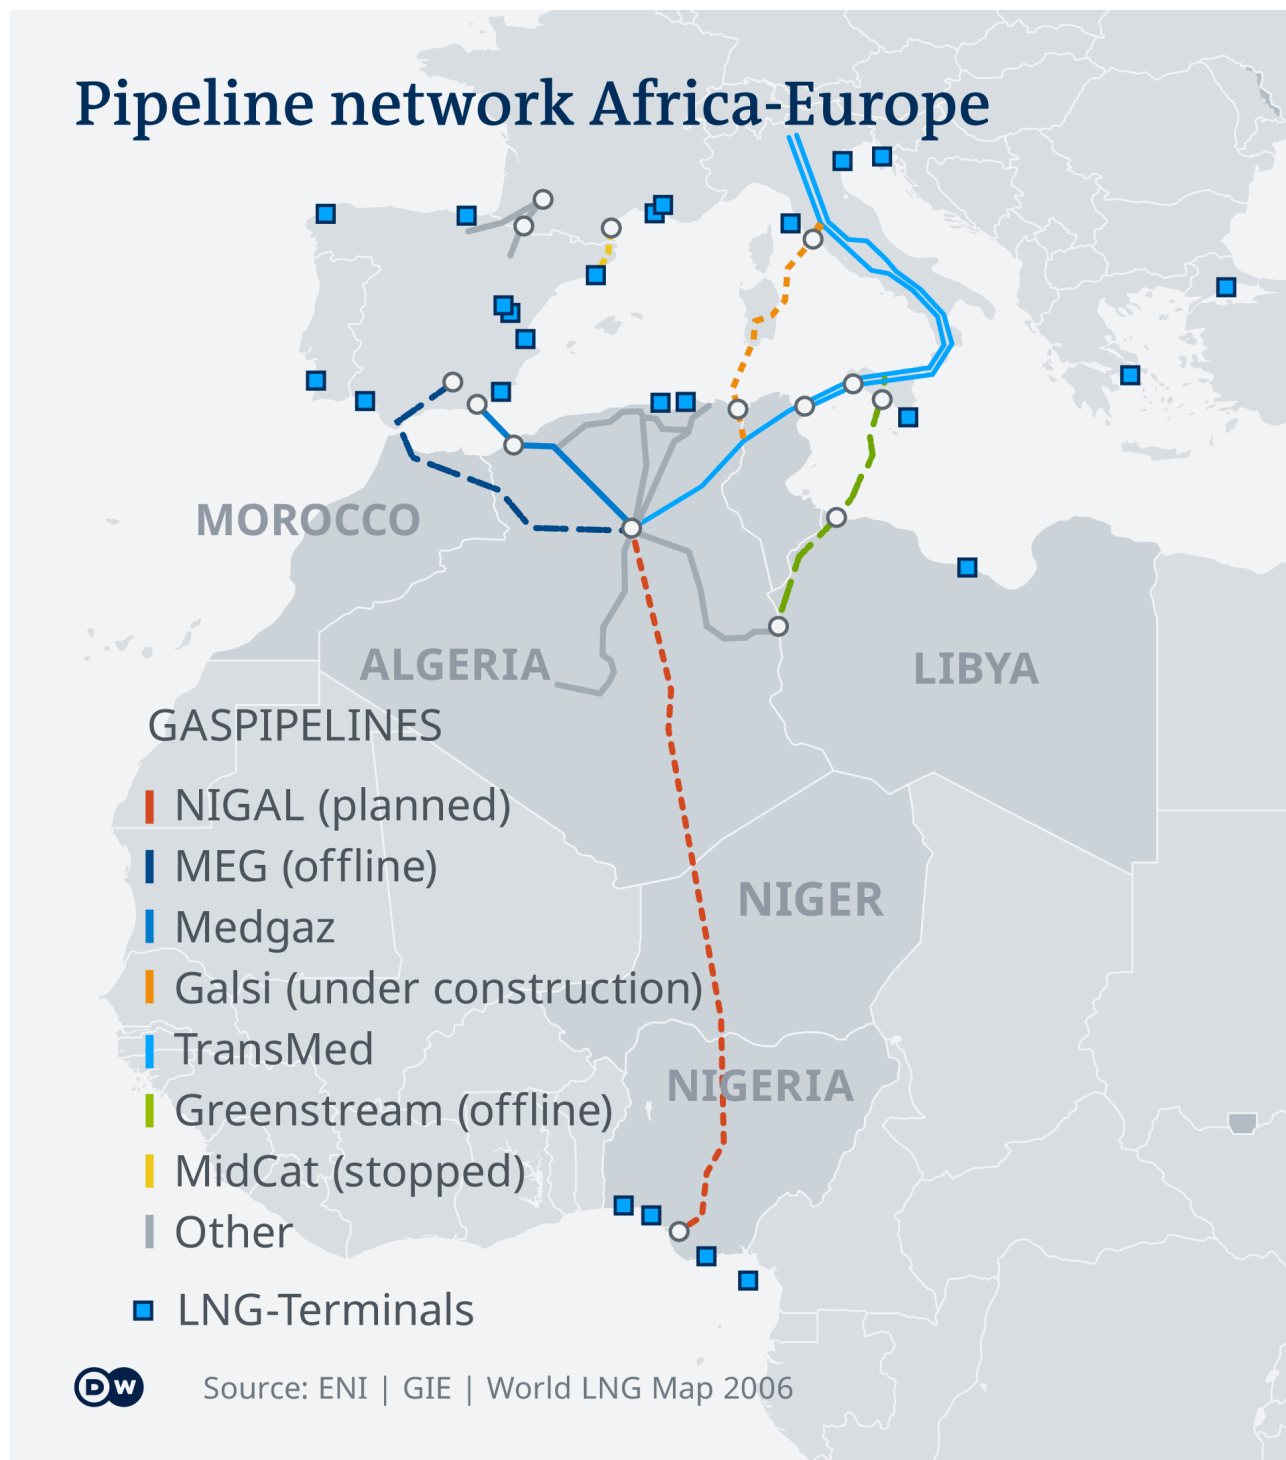 Pipeline network Africa-Europe
MOROCCO
ALGERIA
LIBYA
GASPIPELINES
NIGAL (planned)
MEG (offline)
NIGER
Medgaz
Galsi (under construction)
TransMed
NIGERIA
Greenstream (offline)
MidCat (stopped)
Other
LNG-Terminals
DW
Source: ENI | GIE | World LNG Map 2006